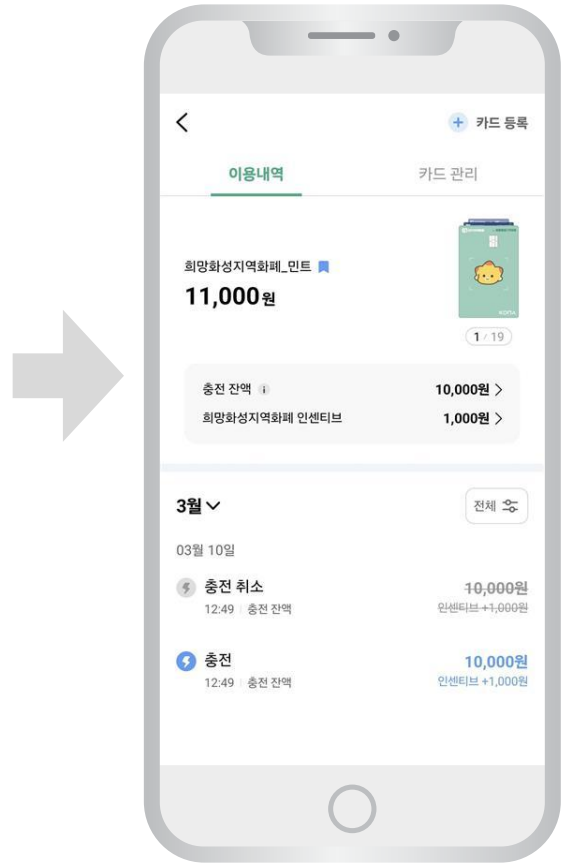 카드 등록
이용내역
카드 관리
희망화성지역화폐_민트
11,000원
KONA
1 / 19
충전 잔액
10,000원
희망화성지역화폐 인센티브
1,000원
3월
전체
03월 10일
충전 취소
10,000원
12:49 충전 잔액
인센티브 +1,000원
충전
10,000원
12:49 충전 잔액
인센티브 +1,000원